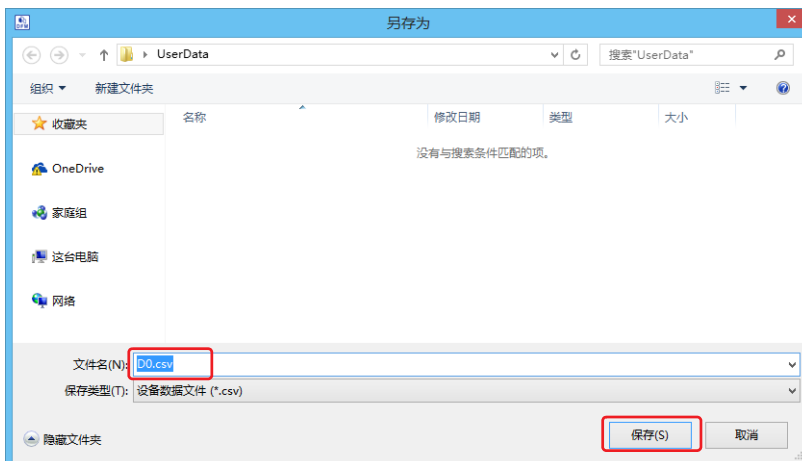 另存为
UserData
搜索"UserData"
组织
新建文件夹
名称 修改日期 类型 大小
收藏夹
没有与搜索条件匹配的项。
OneDrive
家庭组
这台电脑
网络
文件名(N): D0.csv
保存类型(T): 设备数据文件 (*.csv)
隐藏文件夹
保存(S) 取消